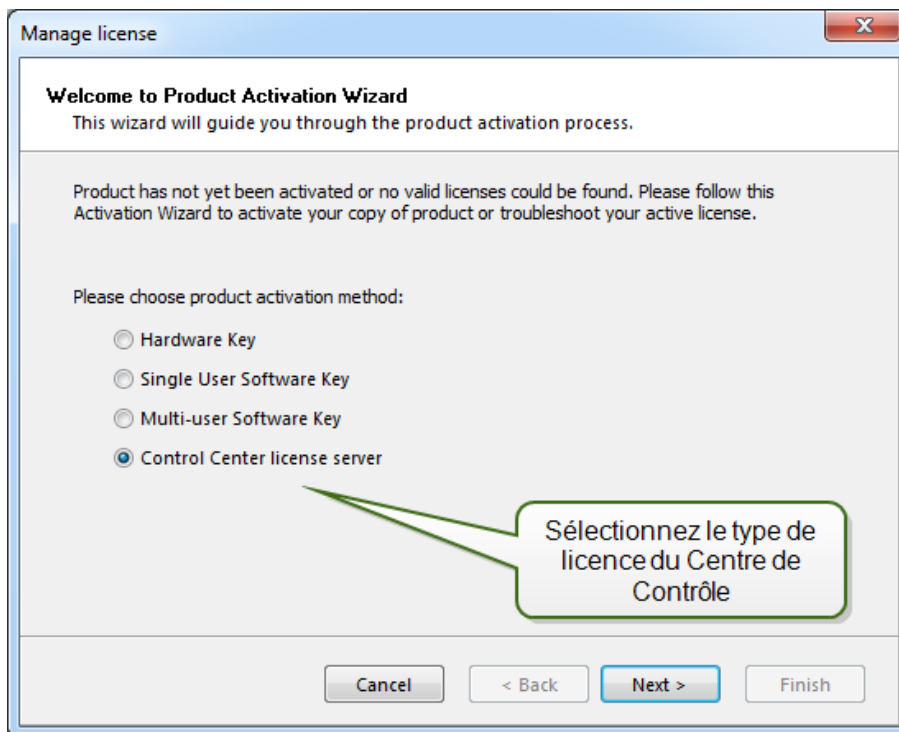 Manage license
Welcome to Product Activation Wizard
This wizard will guide you through the product activation process.
Product has not yet been activated or no valid licenses could be found. Please follow this
Activation Wizard to activate your copy of product or troubleshoot your active license.
Please choose product activation method:
Hardware Key
Single User Software Key
Multi-user Software Key
Control Center license server
Sélectionnez le type de
licence du Centre de
Contrôle
Cancel
< Back
Next >
Finish